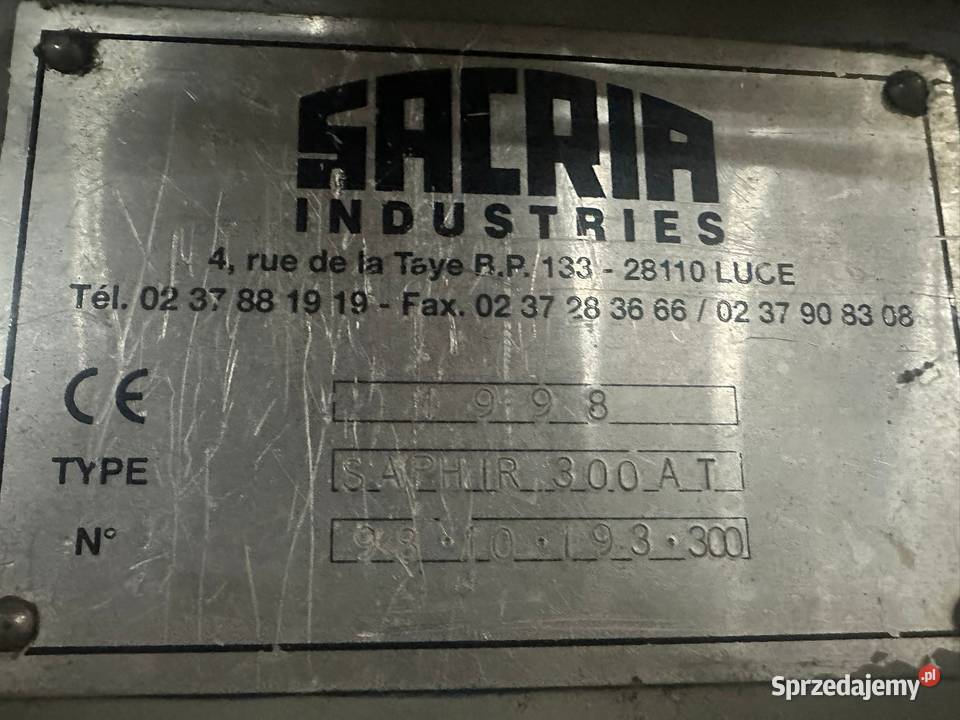 SACRIA
INDUSTRIES
4, rue de la Taye B.P. 133 - 28110 LUCE
Tél. 02 37 88 19 19 - Fax. 02 37 28 36 66 / 02 37 90 83 08
CE 1998
TYPE SAPHIR 300 AT
N° 98·10·193·300
Sprzedajemy.pl